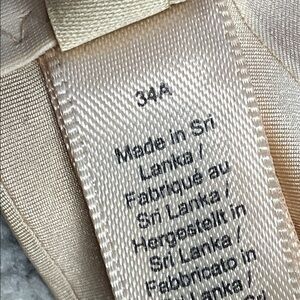 34A
Made in Sri
Lanka /
Fabriqué au
Sri Lanka /
Hergestellt in
Sri Lanka /
Fabbricato in